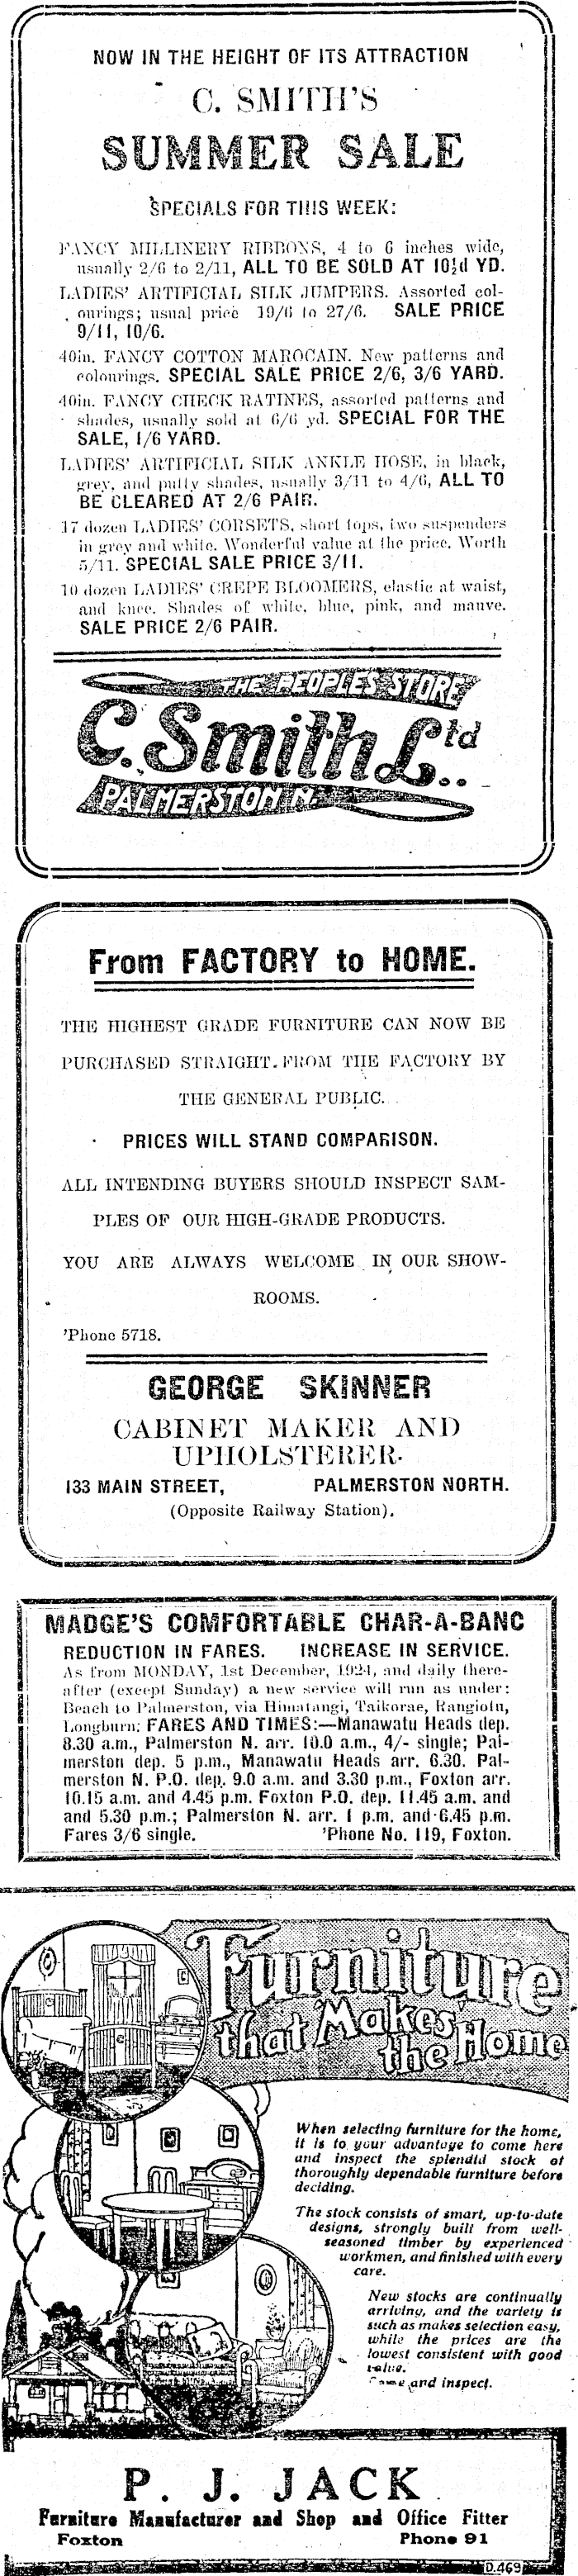 NOW IN THE HEIGHT OF ITS ATTRACTION
C. SMITH'S
SUMMER SALE
SPECIALS FOR THIS WEEK:
FANCY MILLINERY RIBBONS, 4 to 6 inches wide,
usually 2/6 to 2/11, ALL TO BE SOLD AT 10½d YD.
LADIES' ARTIFICIAL SILK JUMPERS. Assorted col-
ourings; usual price 19/6 to 27/6. SALE PRICE
9/11, 10/6.
40in. FANCY COTTON MAROCAIN. New patterns and
colourings. SPECIAL SALE PRICE 2/6, 3/6 YARD.
40in. FANCY CHECK RATINES, assorted patterns and
shades, usually sold at 6/6 yd. SPECIAL FOR THE
SALE, 1/6 YARD.
LADIES' ARTIFICIAL SILK ANKLE HOSE, in black,
grey, and putty shades, usually 3/11 to 4/6, ALL TO
BE CLEARED AT 2/6 PAIR.
17 dozen LADIES' CORSETS, short tops, two suspenders
in grey and white. Wonderful value at the price. Worth
5/11. SPECIAL SALE PRICE 3/11.
10 dozen LADIES' CREPE BLOOMERS, elastic at waist,
and knee. Shades of white, blue, pink, and mauve.
SALE PRICE 2/6 PAIR.
THE PEOPLES STORE
C. Smith Ltd
PALMERSTON N.
From FACTORY to HOME.
THE HIGHEST GRADE FURNITURE CAN NOW BE
PURCHASED STRAIGHT FROM THE FACTORY BY
THE GENERAL PUBLIC.
PRICES WILL STAND COMPARISON.
ALL INTENDING BUYERS SHOULD INSPECT SAM-
PLES OF OUR HIGH-GRADE PRODUCTS.
YOU ARE ALWAYS WELCOME IN OUR SHOW-
ROOMS.
'Phone 5718.
GEORGE SKINNER
CABINET MAKER AND
UPHOLSTERER.
133 MAIN STREET, PALMERSTON NORTH.
(Opposite Railway Station).
MADGE'S COMFORTABLE CHAR-A-BANC
REDUCTION IN FARES. INCREASE IN SERVICE.
As from MONDAY, 1st December, 1924, and daily there-
after (except Sunday) a new service will run as under:
Beach to Palmerston, via Himatangi, Taikorae, Rangiotu,
Longburn: FARES AND TIMES:—Manawatu Heads dep.
8.30 a.m., Palmerston N. arr. 10.0 a.m., 4/- single; Pal-
merston dep. 5 p.m., Manawatu Heads arr. 6.30. Pal-
merston N. P.O. dep. 9.0 a.m. and 3.30 p.m., Foxton arr.
10.15 a.m. and 4.45 p.m. Foxton P.O. dep. 11.45 a.m. and
and 5.30 p.m.; Palmerston N. arr. 1 p.m. and 6.45 p.m.
Fares 3/6 single. 'Phone No. 119, Foxton.
Furniture
that Makes
the Home
When selecting furniture for the home,
it is to your advantage to come here
and inspect the splendid stock of
thoroughly dependable furniture before
deciding.
The stock consists of smart, up-to-date
designs, strongly built from well-
seasoned timber by experienced
workmen, and finished with every
care.
New stocks are continually
arriving, and the variety is
such as makes selection easy,
while the prices are the
lowest consistent with good
value.
Come and inspect.
P. J. JACK
Furniture Manufacturer and Shop and Office Fitter
Foxton Phone 91
D.469